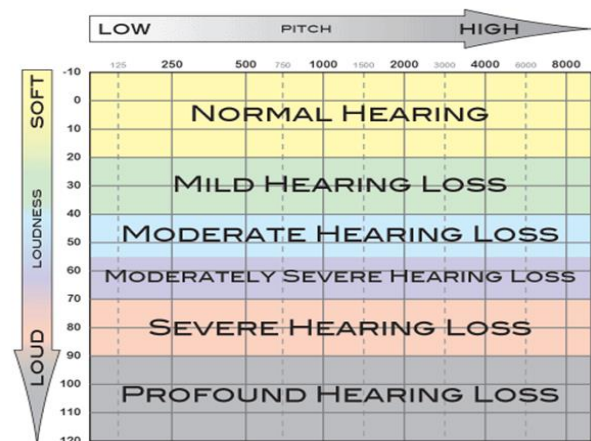 LOW PITCH HIGH
125 250 500 750 1000 1500 2000 3000 4000 6000 8000
SOFT
LOUDNESS
LOUD
-10
0
10
20
30
40
50
60
70
80
90
100
110
120
NORMAL HEARING
MILD HEARING LOSS
MODERATE HEARING LOSS
MODERATELY SEVERE HEARING LOSS
SEVERE HEARING LOSS
PROFOUND HEARING LOSS